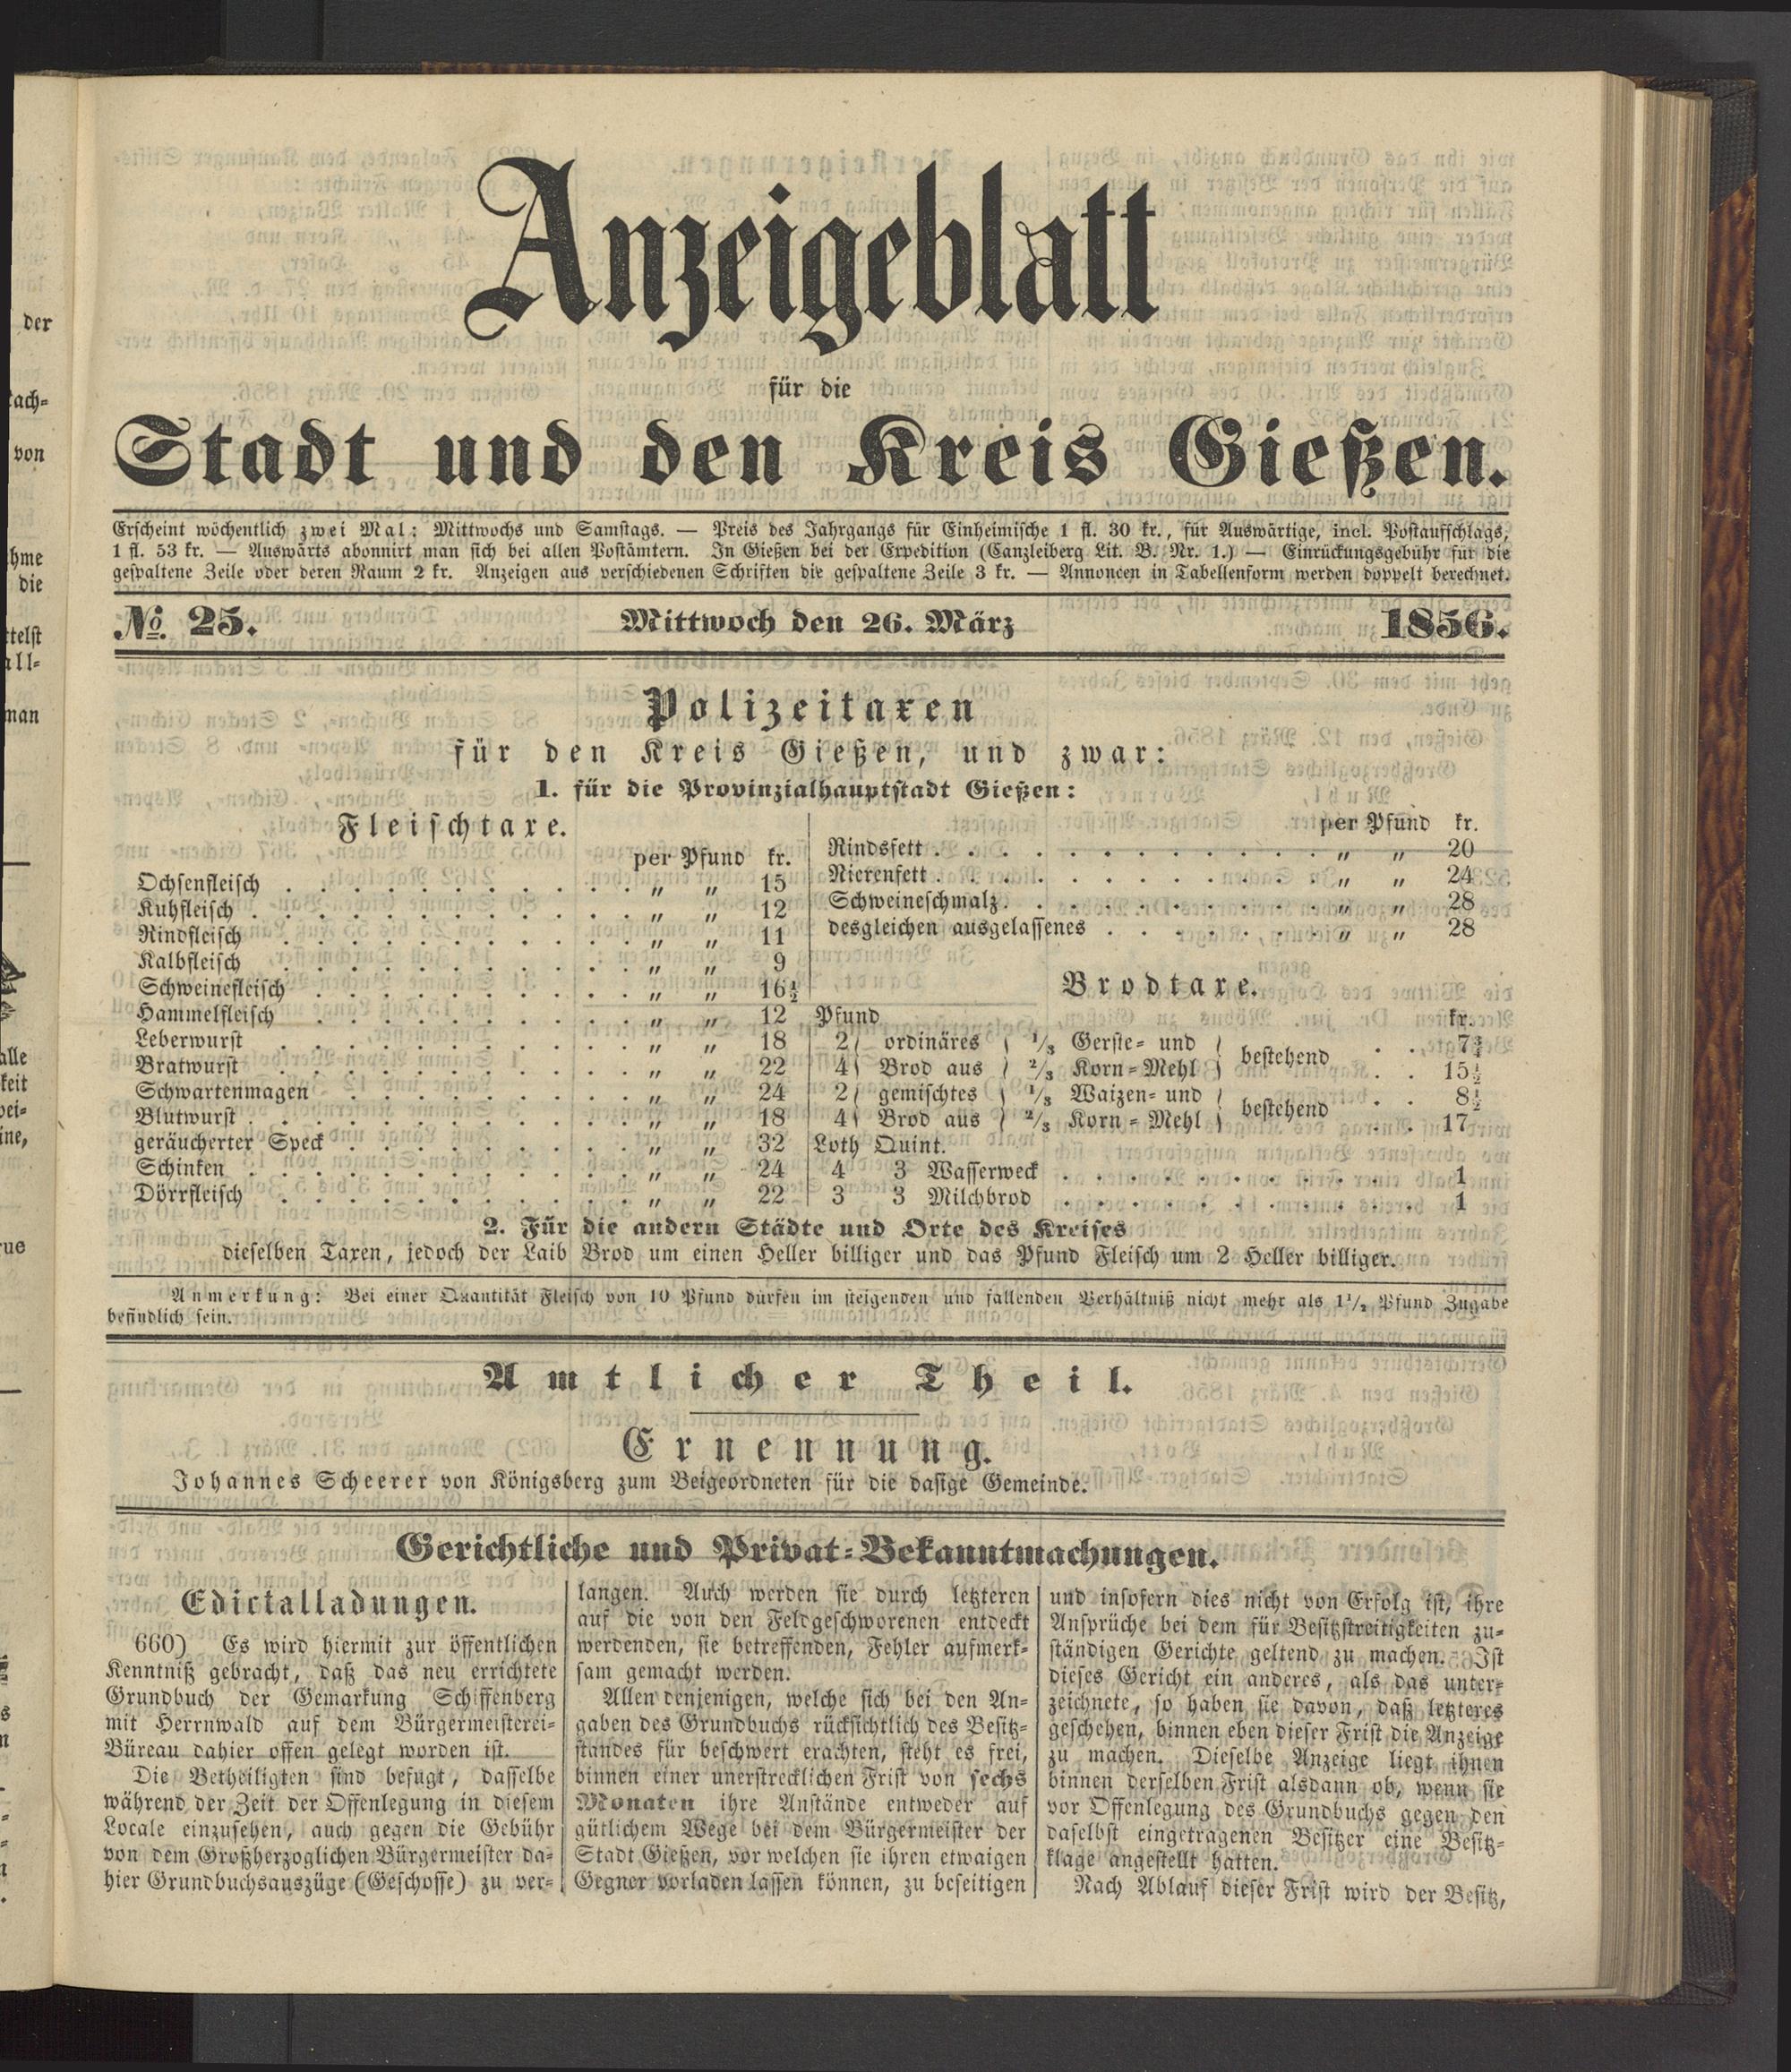 Anzeigeblatt
für die
Stadt und den Kreis Gießen.
Erscheint wöchentlich zwei Mal: Mittwochs und Samstags. — Preis des Jahrgangs für Einheimische 1 fl. 30 kr., für Auswärtige, incl. Postaufschlags,
1 fl. 53 kr. — Auswärts abonnirt man sich bei allen Postämtern. In Gießen bei der Expedition (Canzleiberg Lit. B. Nr. 1.) — Einrückungsgebühr für die
gespaltene Zeile oder deren Raum 2 kr. Anzeigen aus verschiedenen Schriften die gespaltene Zeile 3 kr. — Annoncen in Tabellenform werden doppelt berechnet.
№ 25. Mittwoch den 26. März 1856.
Polizeitaxen
für den Kreis Gießen, und zwar:
1. für die Provinzialhauptstadt Gießen:
Fleischtaxe.
per Pfund kr.
Ochsenfleisch . . . . . . . . . . . „ „ 15
Kuhfleisch . . . . . . . . . . . . „ „ 12
Rindfleisch . . . . . . . . . . . „ „ 11
Kalbfleisch . . . . . . . . . . . „ „ 9
Schweinefleisch . . . . . . . . . . „ „ 16½
Hammelfleisch . . . . . . . . . . „ „ 12
Leberwurst . . . . . . . . . . . „ „ 18
Bratwurst . . . . . . . . . . . „ „ 22
Schwartenmagen . . . . . . . . . „ „ 24
Blutwurst . . . . . . . . . . . . „ „ 18
geräucherter Speck . . . . . . . . . „ „ 32
Schinken . . . . . . . . . . . . „ „ 24
Dörrfleisch . . . . . . . . . . . „ „ 22
per Pfund kr.
Rindsfett . . . . . . . . . . . . „ „ 20
Nierenfett . . . . . . . . . . . . „ „ 24
Schweineschmalz . . . . . . . . . . „ „ 28
desgleichen ausgelassenes . . . . . . . „ „ 28
Brodtaxe.
Pfund kr.
2 ordinäres ⅓ Gerste- und bestehend . . 7¾
4 Brod aus ⅔ Korn-Mehl . . 15½
2 gemischtes ⅓ Waizen- und bestehend . . 8½
4 Brod aus ⅔ Korn-Mehl . . 17
Loth Quint.
4 3 Wasserweck . . . . . . . . . . . 1
3 3 Milchbrod . . . . . . . . . . . 1
2. Für die andern Städte und Orte des Kreises
dieselben Taxen, jedoch der Laib Brod um einen Heller billiger und das Pfund Fleisch um 2 Heller billiger.
Anmerkung: Bei einer Quantität Fleisch von 10 Pfund dürfen im steigenden und fallenden Verhältniß nicht mehr als 1½ Pfund Zugabe
befindlich sein.
Amtlicher Theil.
Ernennung.
Johannes Scheerer von Königsberg zum Beigeordneten für die dasige Gemeinde.
Gerichtliche und Privat-Bekanntmachungen.
Edictalladungen.
660) Es wird hiermit zur öffentlichen
Kenntniß gebracht, daß das neu errichtete
Grundbuch der Gemarkung Schiffenberg
mit Herrnwald auf dem Bürgermeisterei-
Büreau dahier offen gelegt worden ist.
Die Betheiligten sind befugt, dasselbe
während der Zeit der Offenlegung in diesem
Locale einzusehen, auch gegen die Gebühr
von dem Großherzoglichen Bürgermeister da-
hier Grundbuchsauszüge (Geschosse) zu ver-
langen. Auch werden sie durch letzteren
auf die von den Feldgeschworenen entdeckt
werdenden, sie betreffenden, Fehler aufmerk-
sam gemacht werden.
Allen denjenigen, welche sich bei den An-
gaben des Grundbuchs rücksichtlich des Besitz-
standes für beschwert erachten, steht es frei,
binnen einer unerstrecklichen Frist von sechs
Monaten ihre Anstände entweder auf
gütlichem Wege bei dem Bürgermeister der
Stadt Gießen, vor welchen sie ihren etwaigen
Gegner vorladen lassen können, zu beseitigen
und insofern dies nicht von Erfolg ist, ihre
Ansprüche bei dem für Besitzstreitigkeiten zu-
ständigen Gerichte geltend zu machen. Ist
dieses Gericht ein anderes, als das unter-
zeichnete, so haben sie davon, daß letzteres
geschehen, binnen eben dieser Frist die Anzeige
zu machen. Dieselbe Anzeige liegt ihnen
binnen derselben Frist alsdann ob, wenn sie
vor Offenlegung des Grundbuchs gegen den
daselbst eingetragenen Besitzer eine Besitz-
klage angestellt hatten.
Nach Ablauf dieser Frist wird der Besitz,